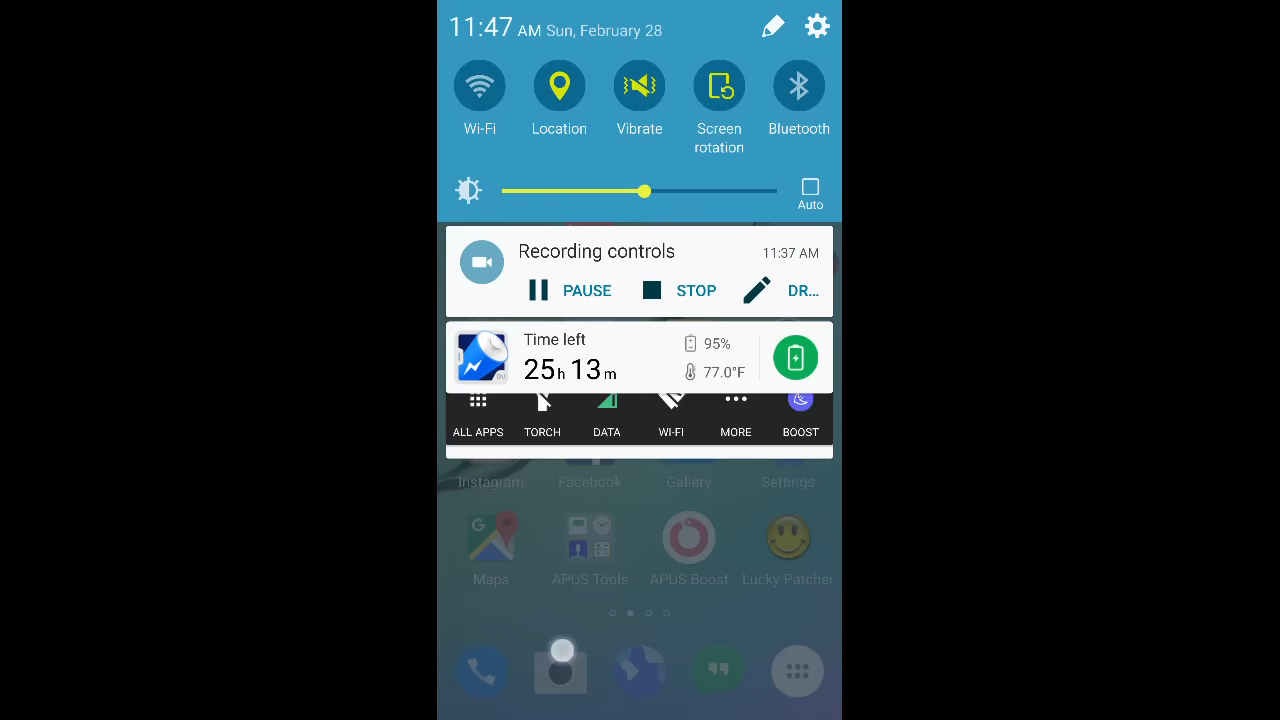 11:47 AM Sun, February 28
Wi-Fi Location Vibrate Screen rotation Bluetooth
Auto
Recording controls 11:37 AM
PAUSE STOP DR...
Time left 95%
25h 13m 77.0°F
ALL APPS TORCH DATA WI-FI MORE BOOST
Instagram Facebook Gallery Settings
Maps APUS Tools APUS Boost Lucky Patcher